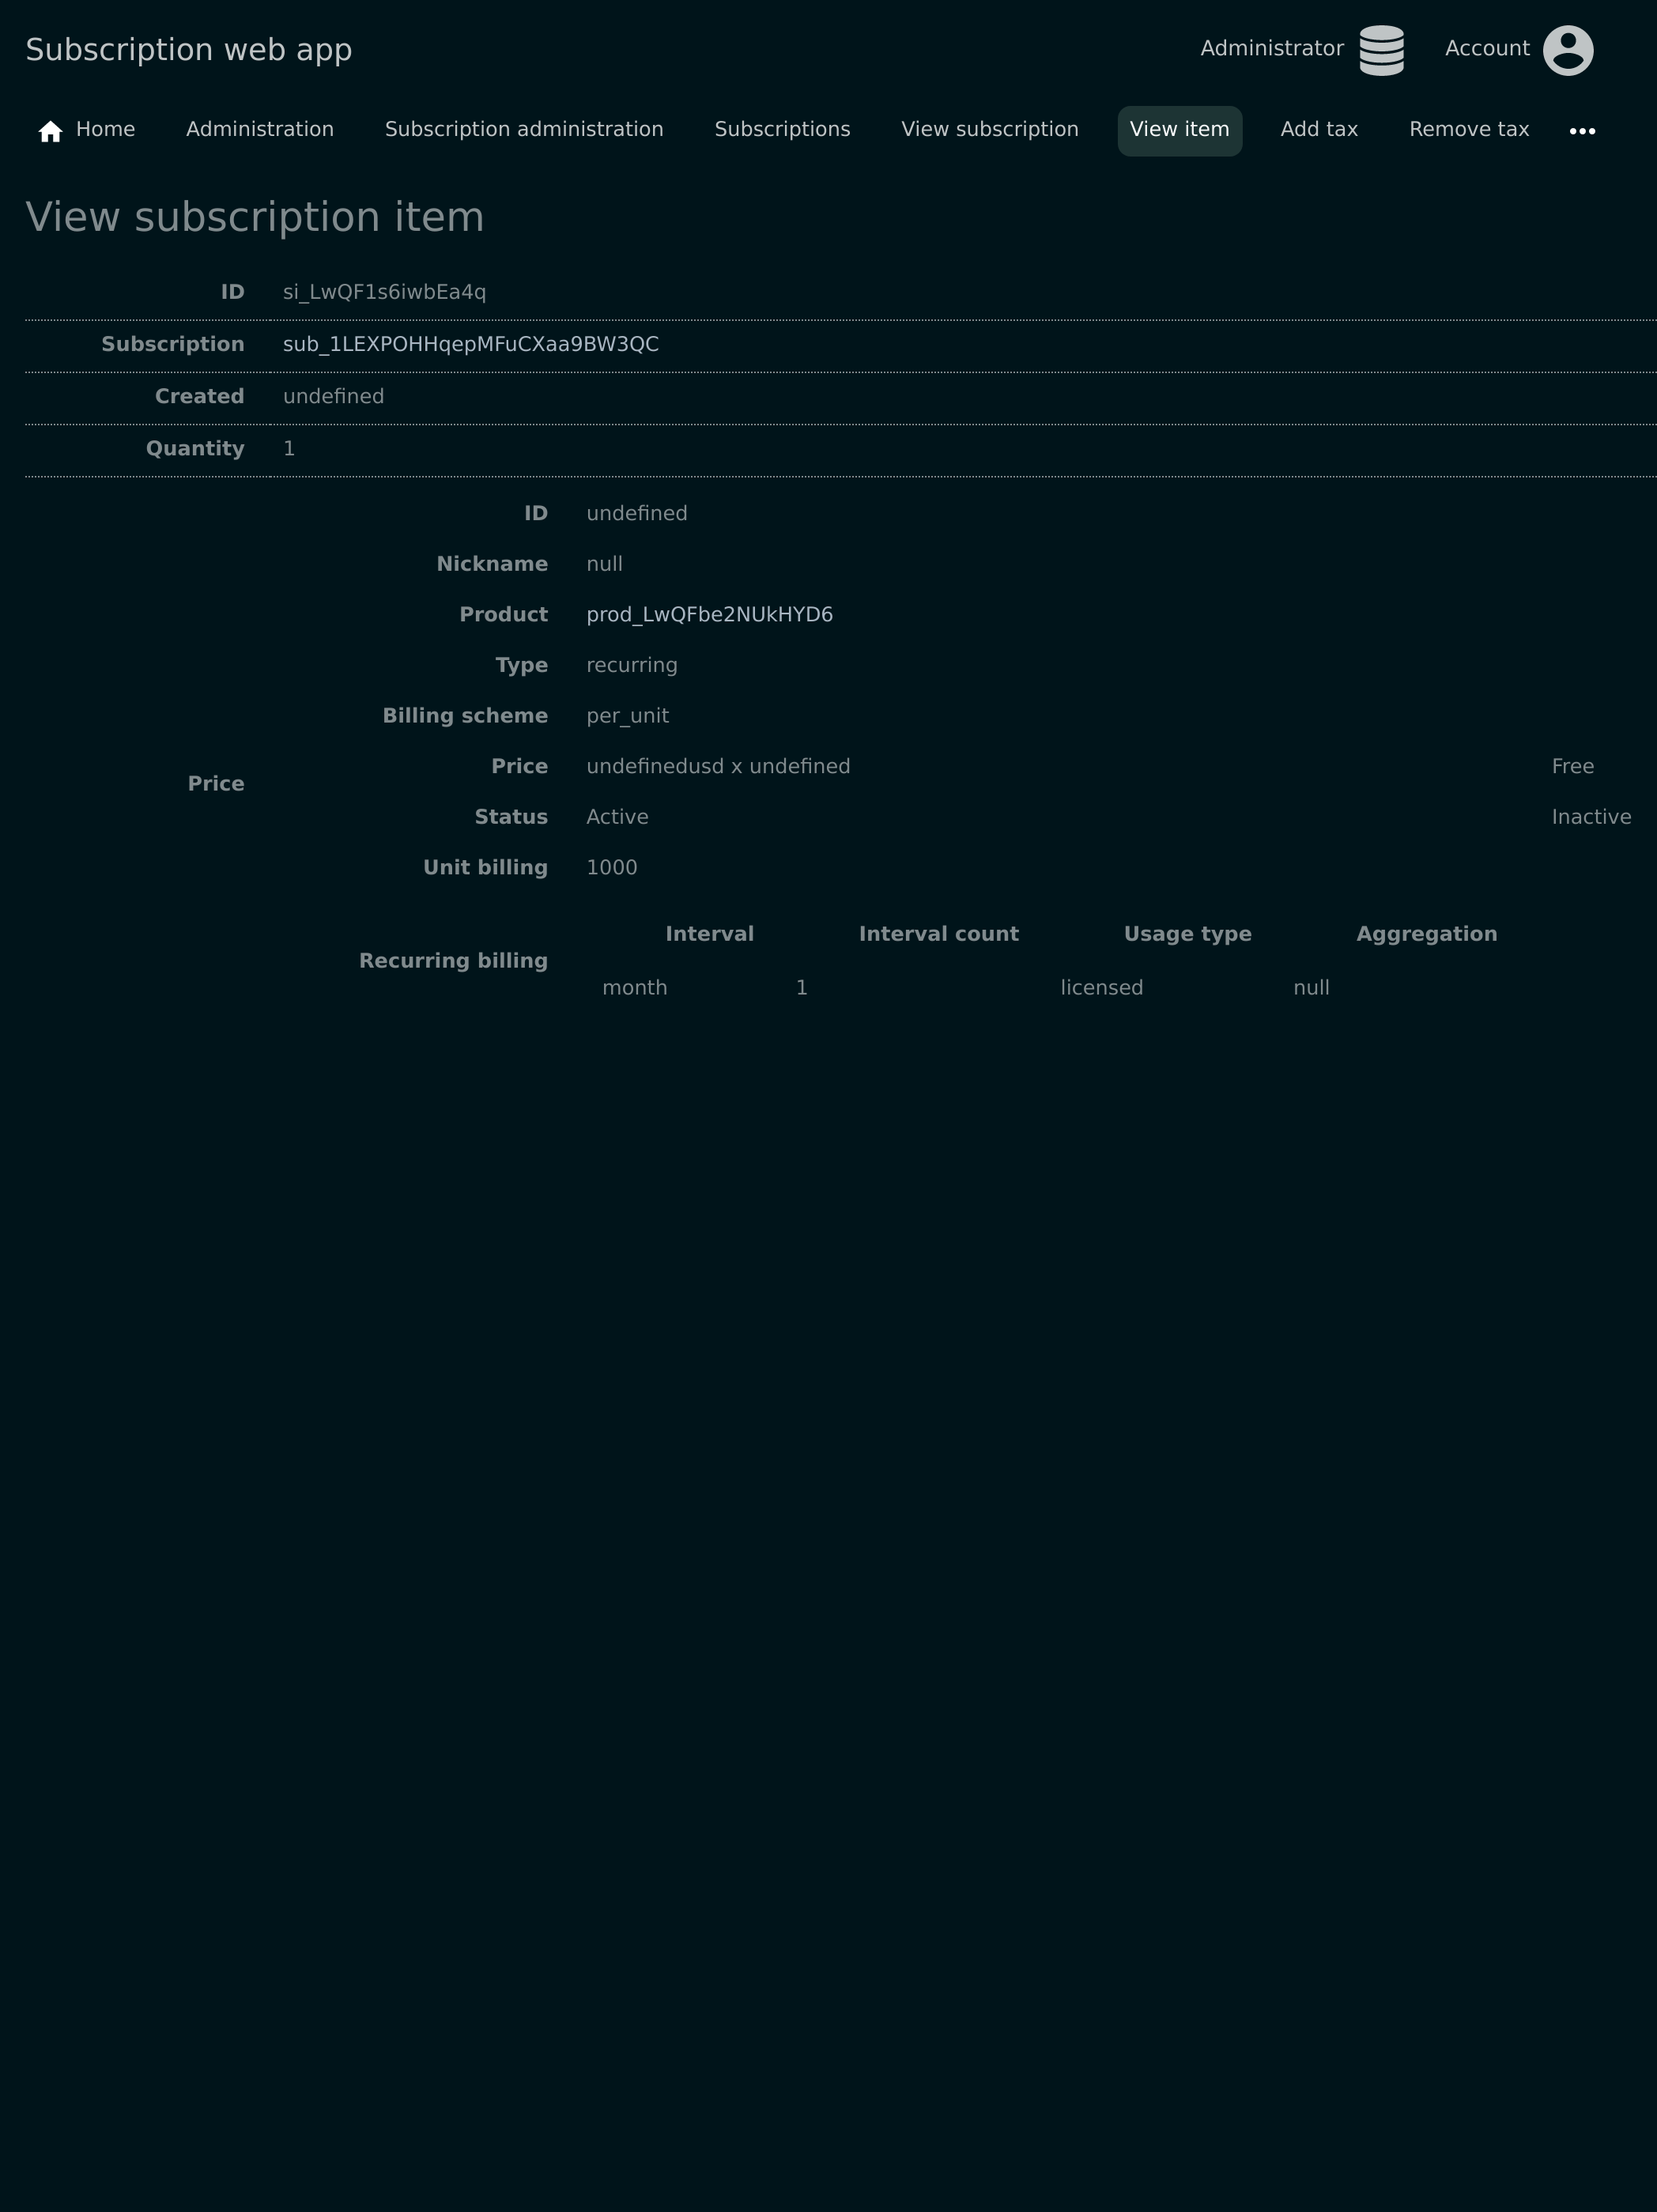 Subscription web app
Administrator Account
Home Administration Subscription administration Subscriptions View subscription View item Add tax Remove tax •••
View subscription item
ID si_LwQF1s6iwbEa4q
Subscription sub_1LEXPOHHqepMFuCXaa9BW3QC
Created undefined
Quantity 1
Price
ID undefined
Nickname null
Product prod_LwQFbe2NUkHYD6
Type recurring
Billing scheme per_unit
Price undefinedusd x undefined Free
Status Active Inactive
Unit billing 1000
Recurring billing
Interval Interval count Usage type Aggregation
month 1 licensed null